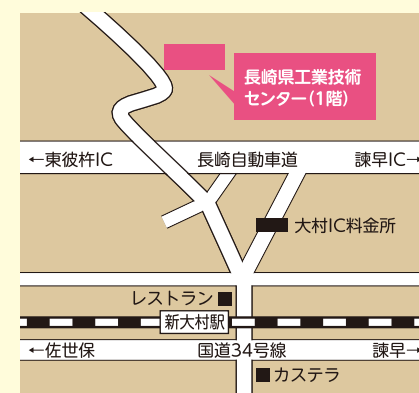 長崎県工業技術
センター(1階)
←東彼杵IC
長崎自動車道
諫早IC→
大村IC料金所
レストラン
新大村駅
←佐世保
国道34号線
諫早→
カステラ